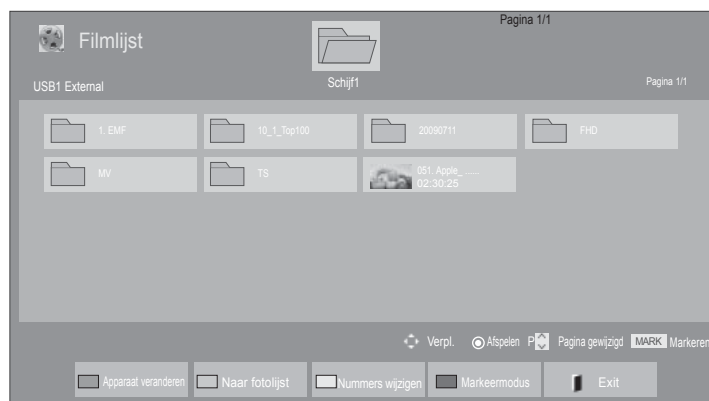 Pagina 1/1
Filmlijst
Schijf1
USB1 External
Pagina 1/1
1. EMF
10_1_Top100
20090711
FHD
MV
TS
051. Apple_ ......
02:30:25
Verpl.
Afspelen
P
Pagina gewijzigd
MARK
Markeren
Apparaat veranderen
Naar fotolijst
Nummers wijzigen
Markeermodus
Exit